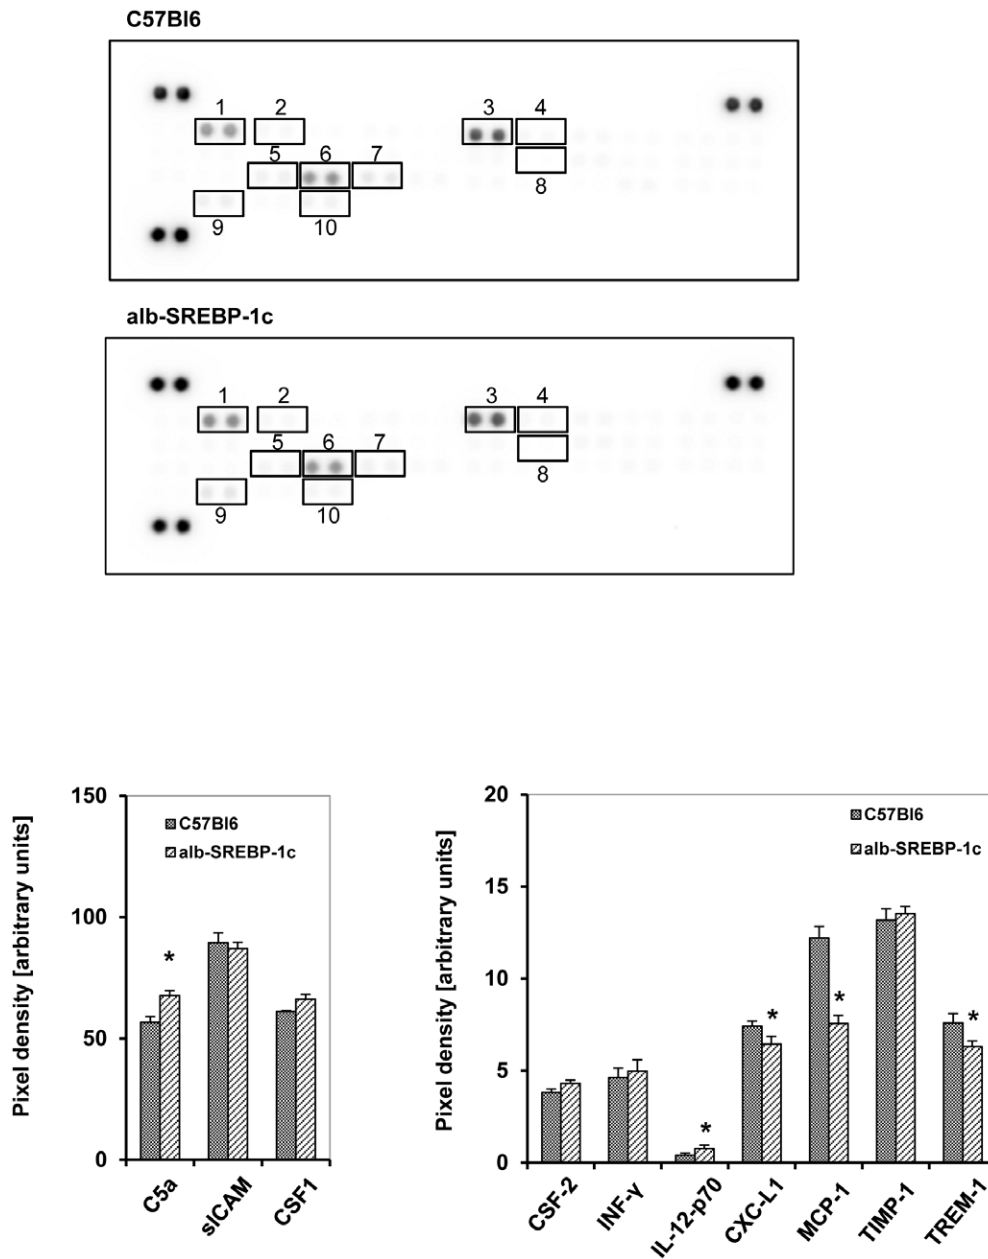 C57Bl6
1 2 3 4
5 6 7
8
9 10
alb-SREBP-1c
1 2 3 4
5 6 7
8
9 10
Pixel density [arbitrary units]
150
100
50
0
C57Bl6
alb-SREBP-1c
*
C5a
sICAM
CSF1
Pixel density [arbitrary units]
20
15
10
5
0
C57Bl6
alb-SREBP-1c
* * * *
CSF-2
INF-γ
IL-12-p70
CXC-L1
MCP-1
TIMP-1
TREM-1